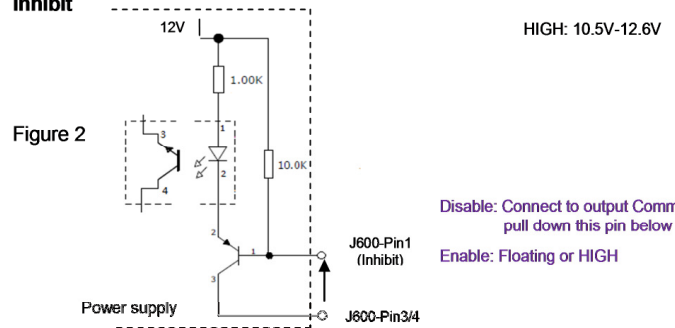 Inhibit
12V
HIGH: 10.5V-12.6V
1.00K
Figure 2
3
1
4
2
10.0K
Disable: Connect to output
pull down this pin below
2
1
J600-Pin1
(Inhibit)
Enable: Floating or HIGH
3
Power supply
J600-Pin3/4